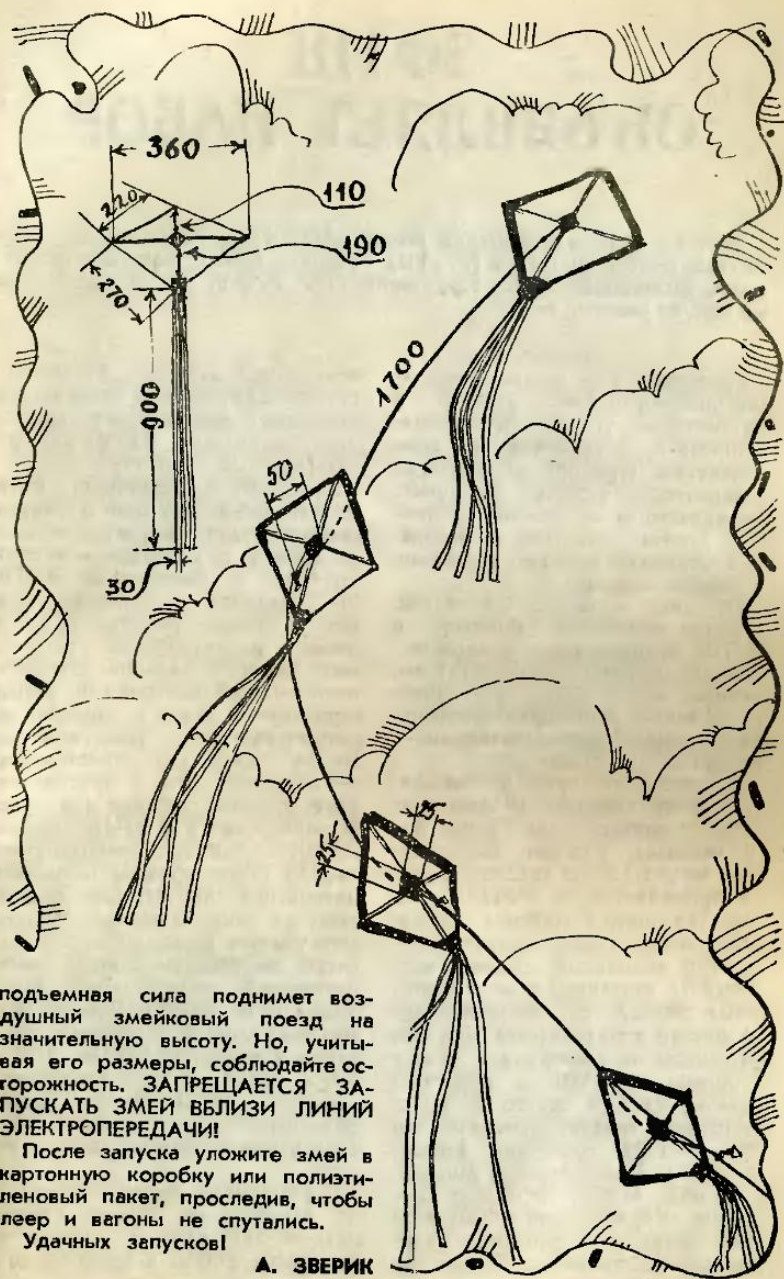 360
220
110
190
270
900
30
1700
50
25
25
подъемная сила поднимет воз-
душный змейковый поезд на
значительную высоту. Но, учиты-
вая его размеры, соблюдайте ос-
торожность. ЗАПРЕЩАЕТСЯ ЗА-
ПУСКАТЬ ЗМЕЙ ВБЛИЗИ ЛИНИЙ
ЭЛЕКТРОПЕРЕДАЧИ!
После запуска уложите змей в
картонную коробку или полиэти-
леновый пакет, проследив, чтобы
леер и вагоны не спутались.
Удачных запусков!
А. ЗВЕРИК